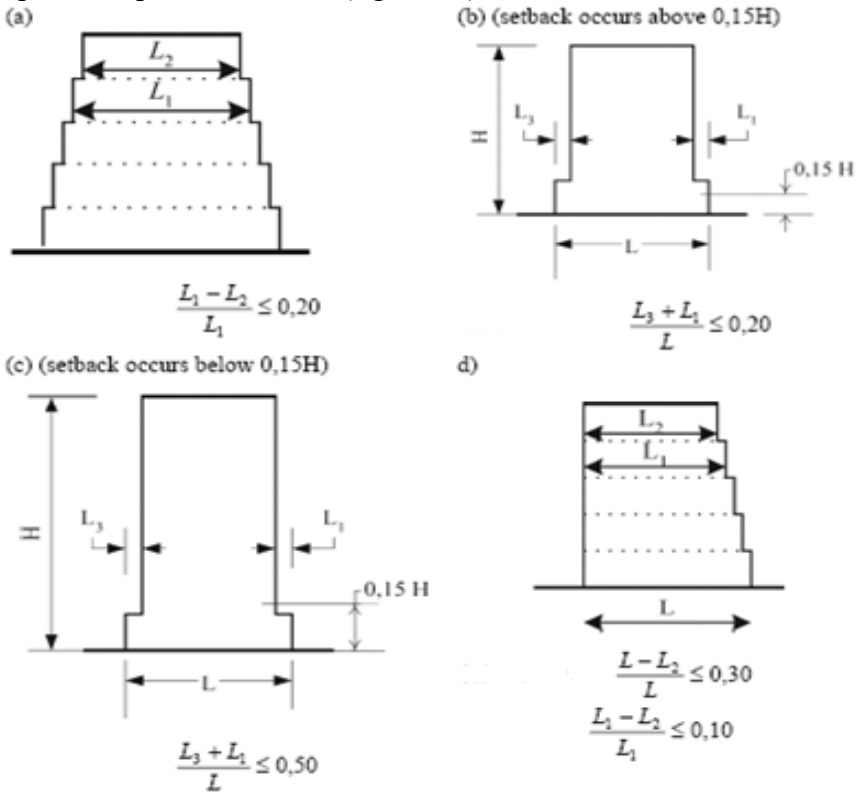 (a)
L₂
L₁
(L₁ − L₂)/L₁ ≤ 0,20
(b) (setback occurs above 0,15H)
L₃
L₁
H
0,15 H
L
(L₃ + L₁)/L ≤ 0,20
(c) (setback occurs below 0,15H)
L₃
L₁
H
0,15 H
L
(L₃ + L₁)/L ≤ 0,50
d)
L₂
L₁
L
(L − L₂)/L ≤ 0,30
(L₁ − L₂)/L₁ ≤ 0,10